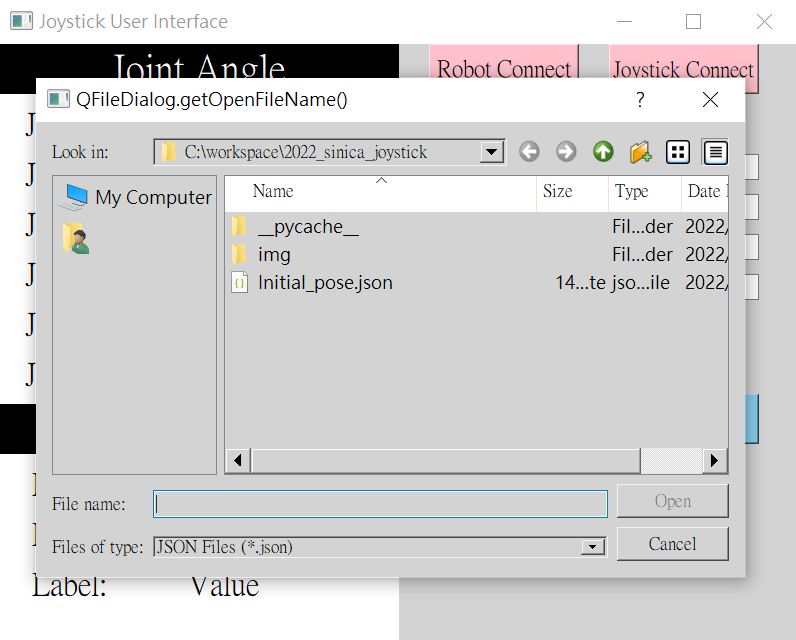 Joystick User Interface
Joint Angle
Robot Connect
Joystick Connect
QFileDialog.getOpenFileName()
?
Look in:
C:\workspace\2022_sinica_joystick
My Computer
Name Size Type Date
__pycache__ Fil...der 2022/
img Fil...der 2022/
Initial_pose.json 14...te jso...ile 2022/
File name:
Open
Files of type:
JSON Files (*.json)
Cancel
Label: Value